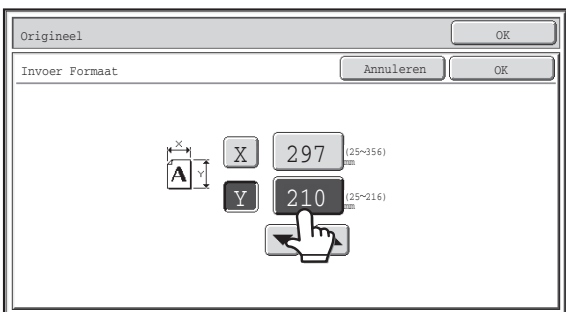 Origineel OK
Invoer Formaat Annuleren OK
X
A Y
X 297 (25~356)
mm
Y 210 (25~216)
mm